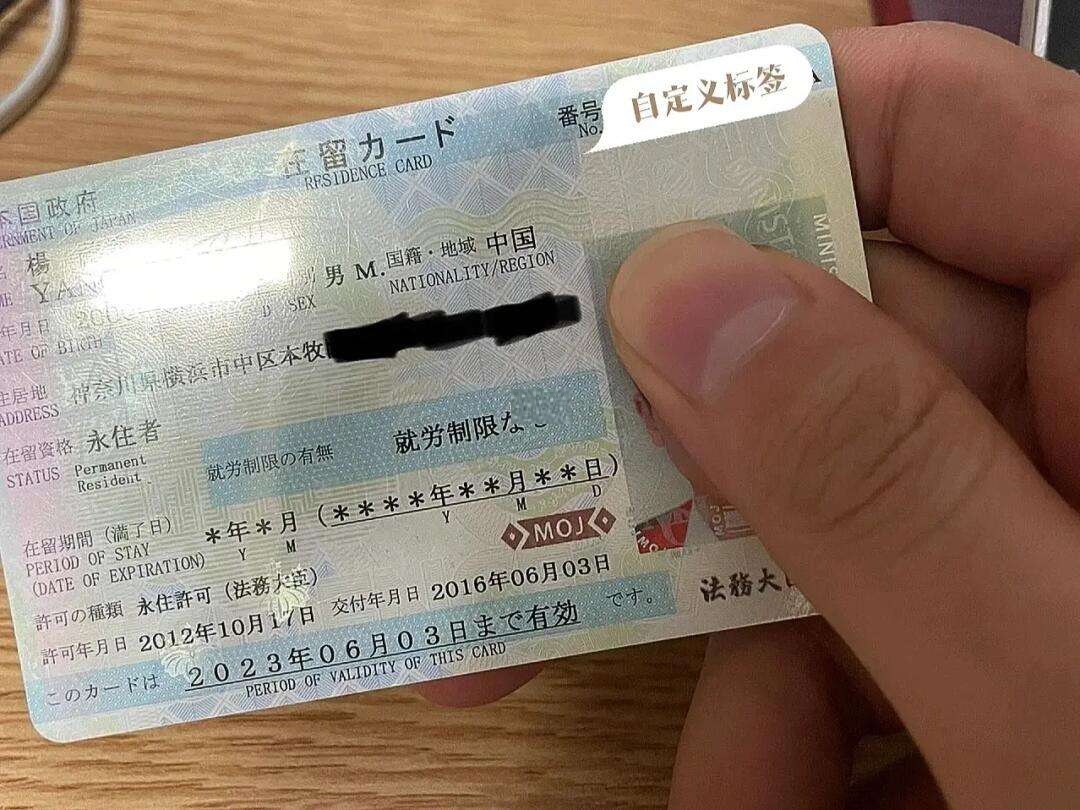 自定义标签
番号
No.
A
在留カード
RESIDENCE CARD
本国政府
ERNMENT OF JAPAN
楊
男 M. 国籍・地域 中国
SEX NATIONALITY/REGION
年月日
ATE OF BIRTH
住居地 神奈川県横浜市中区本牧
ADDRESS
在留資格 永住者
STATUS Permanent
Resident
就労制限の有無 就労制限な
在留期間(満了日) *年*月(****年**月**日)
PERIOD OF STAY Y M Y M D
(DATE OF EXPIRATION)
MOJ
許可の種類 永住許可(法務大臣)
許可年月日 2012年10月17日 交付年月日 2016年06月03日
このカードは 2023年06月03日まで有効 です。
PERIOD OF VALIDITY OF THIS CARD
法務大
MINIS